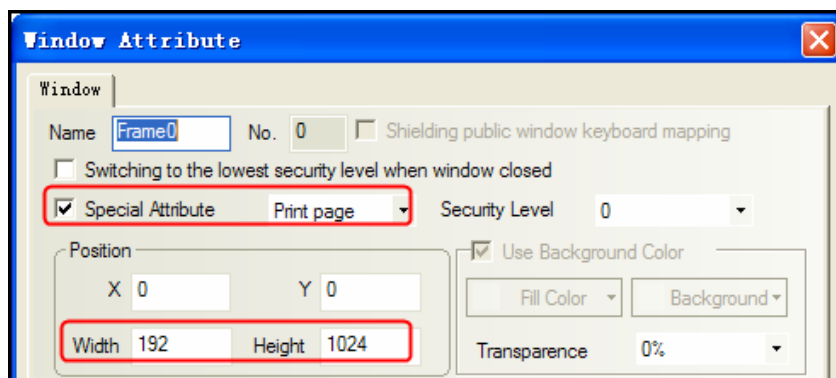 Window Attribute
Window
Name Frame0 No. 0 Shielding public window keyboard mapping
Switching to the lowest security level when window closed
Special Attribute Print page Security Level 0
Position Use Background Color
X 0 Y 0 Fill Color Background
Width 192 Height 1024 Transparence 0%